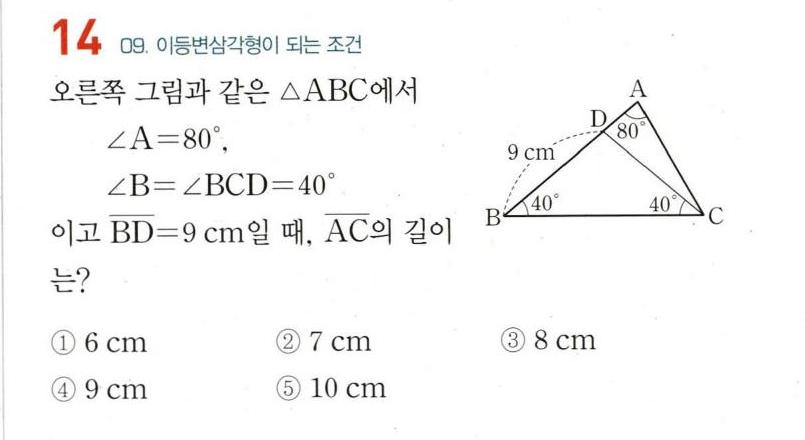 14 09. 이등변삼각형이 되는 조건
오른쪽 그림과 같은 △ABC에서
∠A=80°,
∠B=∠BCD=40°
이고 B̅D̅=9 cm일 때, A̅C̅의 길이
는?
A
D
80°
9 cm
B
40°
40°
C
① 6 cm ② 7 cm ③ 8 cm
④ 9 cm ⑤ 10 cm